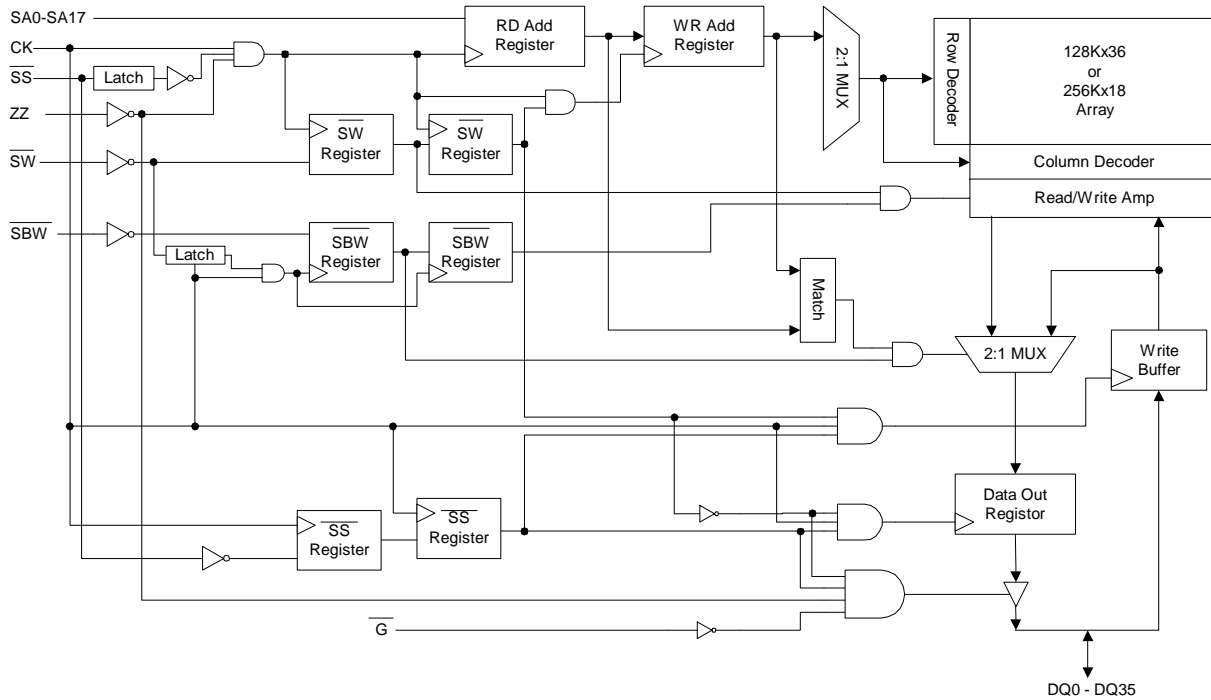 SA0-SA17
RD Add
Register
WR Add
Register
2:1 MUX
Row Decoder
128Kx36
or
256Kx18
Array
CK
SS
Latch
ZZ
SW
Register
SW
Register
Column Decoder
SW
Read/Write Amp
SBW
SBW
Register
SBW
Register
Latch
Match
2:1 MUX
Write
Buffer
Data Out
Registor
SS
Register
SS
Register
G
DQ0 - DQ35